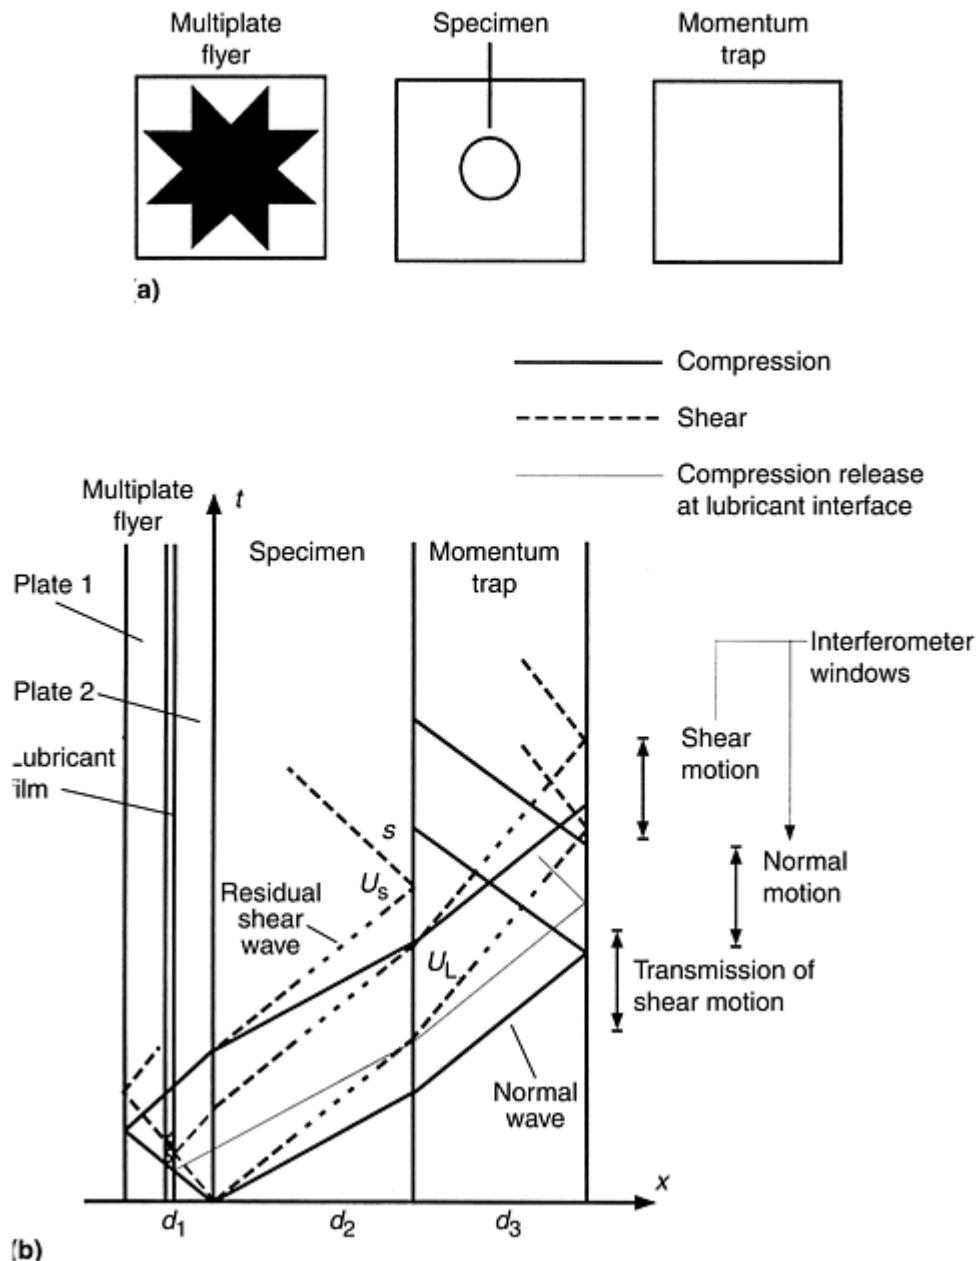 Multiplate
flyer
Specimen
Momentum
trap
a)
Compression
Shear
Compression release
at lubricant interface
Multiplate
flyer
t
Specimen
Momentum
trap
Plate 1
Interferometer
windows
Plate 2
Shear
motion
Lubricant
film
s
Normal
motion
Us
Residual
shear
wave
UL
Transmission of
shear motion
Normal
wave
x
d1
d2
d3
(b)